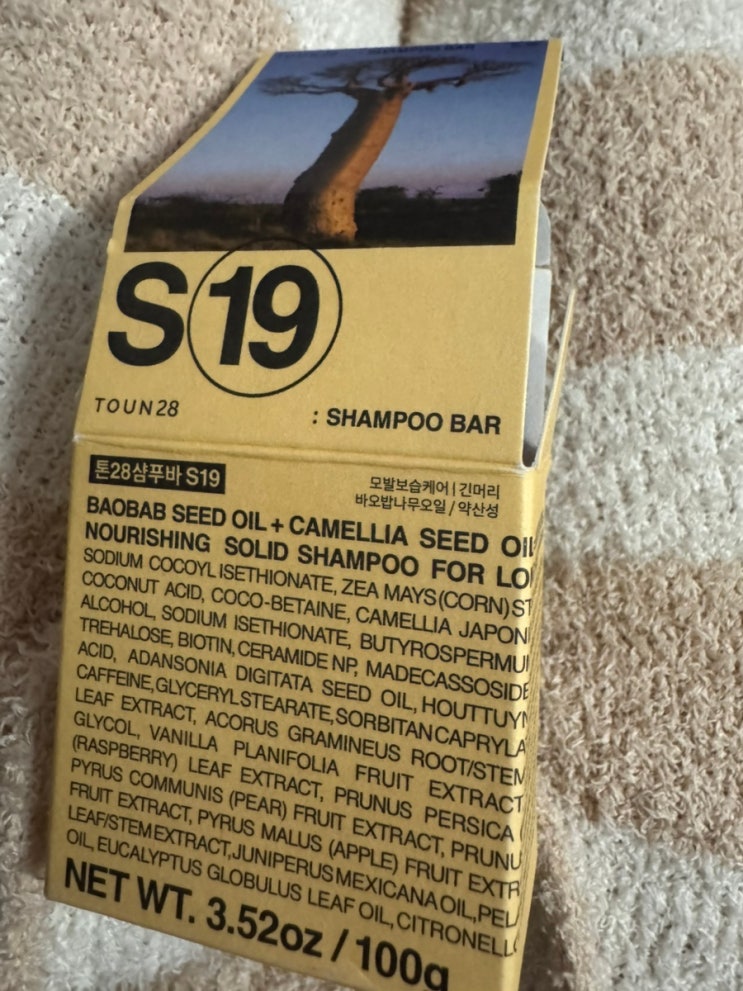 S19
TOUN28
: SHAMPOO BAR
톤28샴푸바 S19
모발보습케어 | 긴머리
바오밥나무오일 / 약산성
BAOBAB SEED OIL + CAMELLIA SEED OIL
NOURISHING SOLID SHAMPOO FOR LO
SODIUM COCOYL ISETHIONATE, ZEA MAYS (CORN) ST
COCONUT ACID, COCO-BETAINE, CAMELLIA JAPONI
ALCOHOL, SODIUM ISETHIONATE, BUTYROSPERMU
TREHALOSE, BIOTIN, CERAMIDE NP, MADECASSOSIDE
ACID, ADANSONIA DIGITATA SEED OIL, HOUTTUYN
CAFFEINE, GLYCERYL STEARATE, SORBITAN CAPRYLA
LEAF EXTRACT, ACORUS GRAMINEUS ROOT/STEM
GLYCOL, VANILLA PLANIFOLIA FRUIT EXTRACT,
(RASPBERRY) LEAF EXTRACT, PRUNUS PERSICA (
PYRUS COMMUNIS (PEAR) FRUIT EXTRACT, PRUNU
FRUIT EXTRACT, PYRUS MALUS (APPLE) FRUIT EXTR
LEAF/STEM EXTRACT, JUNIPERUS MEXICANA OIL, PEL
OIL, EUCALYPTUS GLOBULUS LEAF OIL, CITRONELLO
NET WT. 3.52oz / 100g